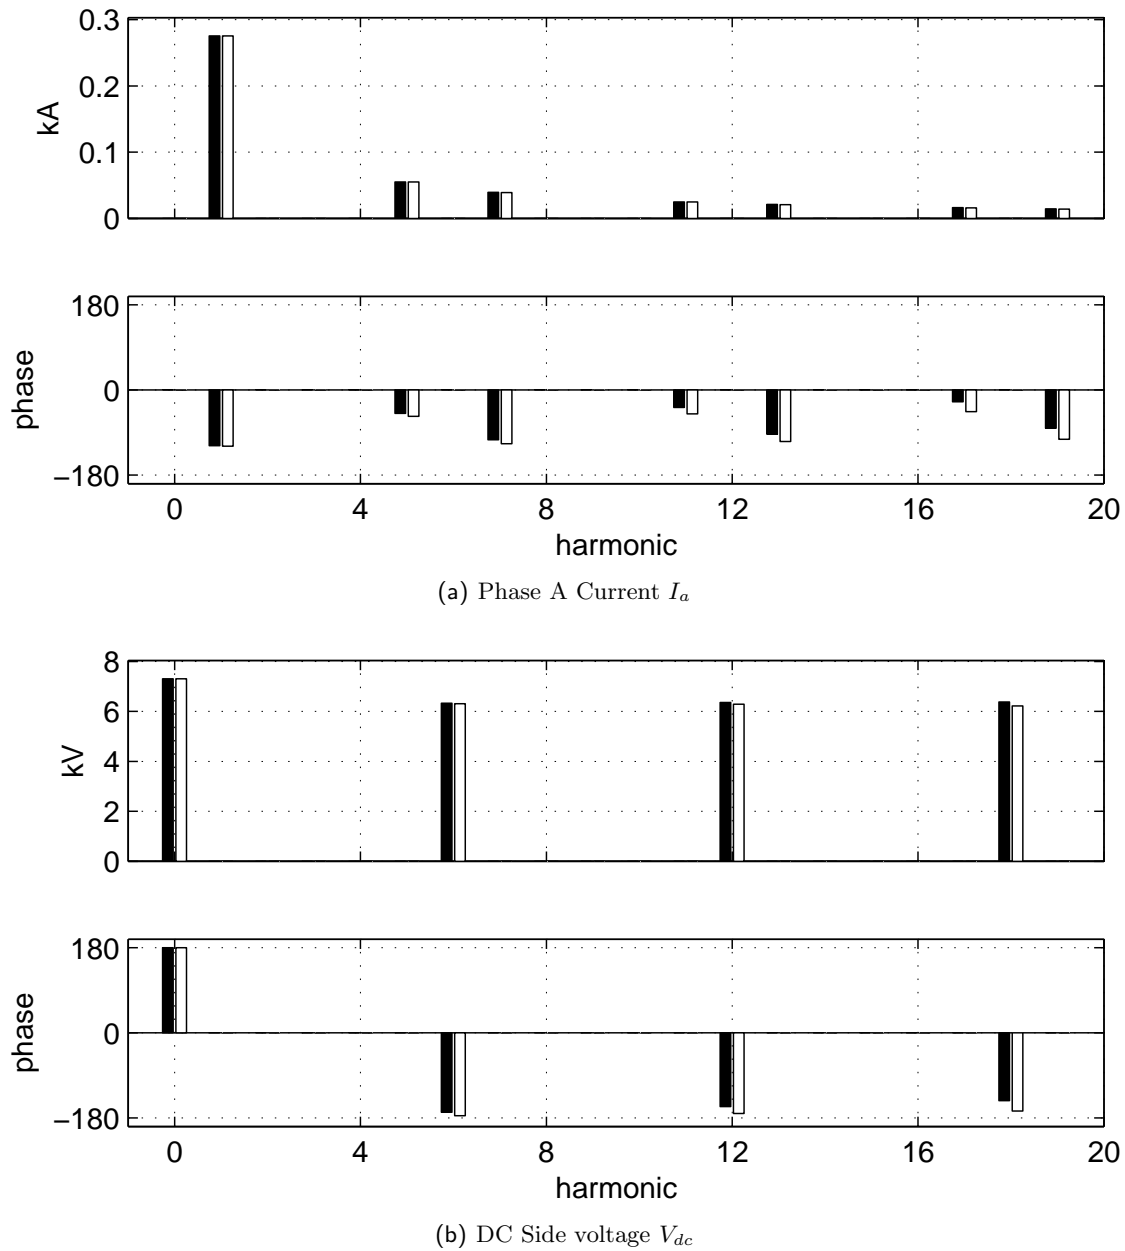 0.3
0.2
0.1
0
kA
180
0
−180
phase
0 4 8 12 16 20
harmonic
(a) Phase A Current Iₐ
8
6
4
2
0
kV
180
0
−180
phase
0 4 8 12 16 20
harmonic
(b) DC Side voltage V_dc